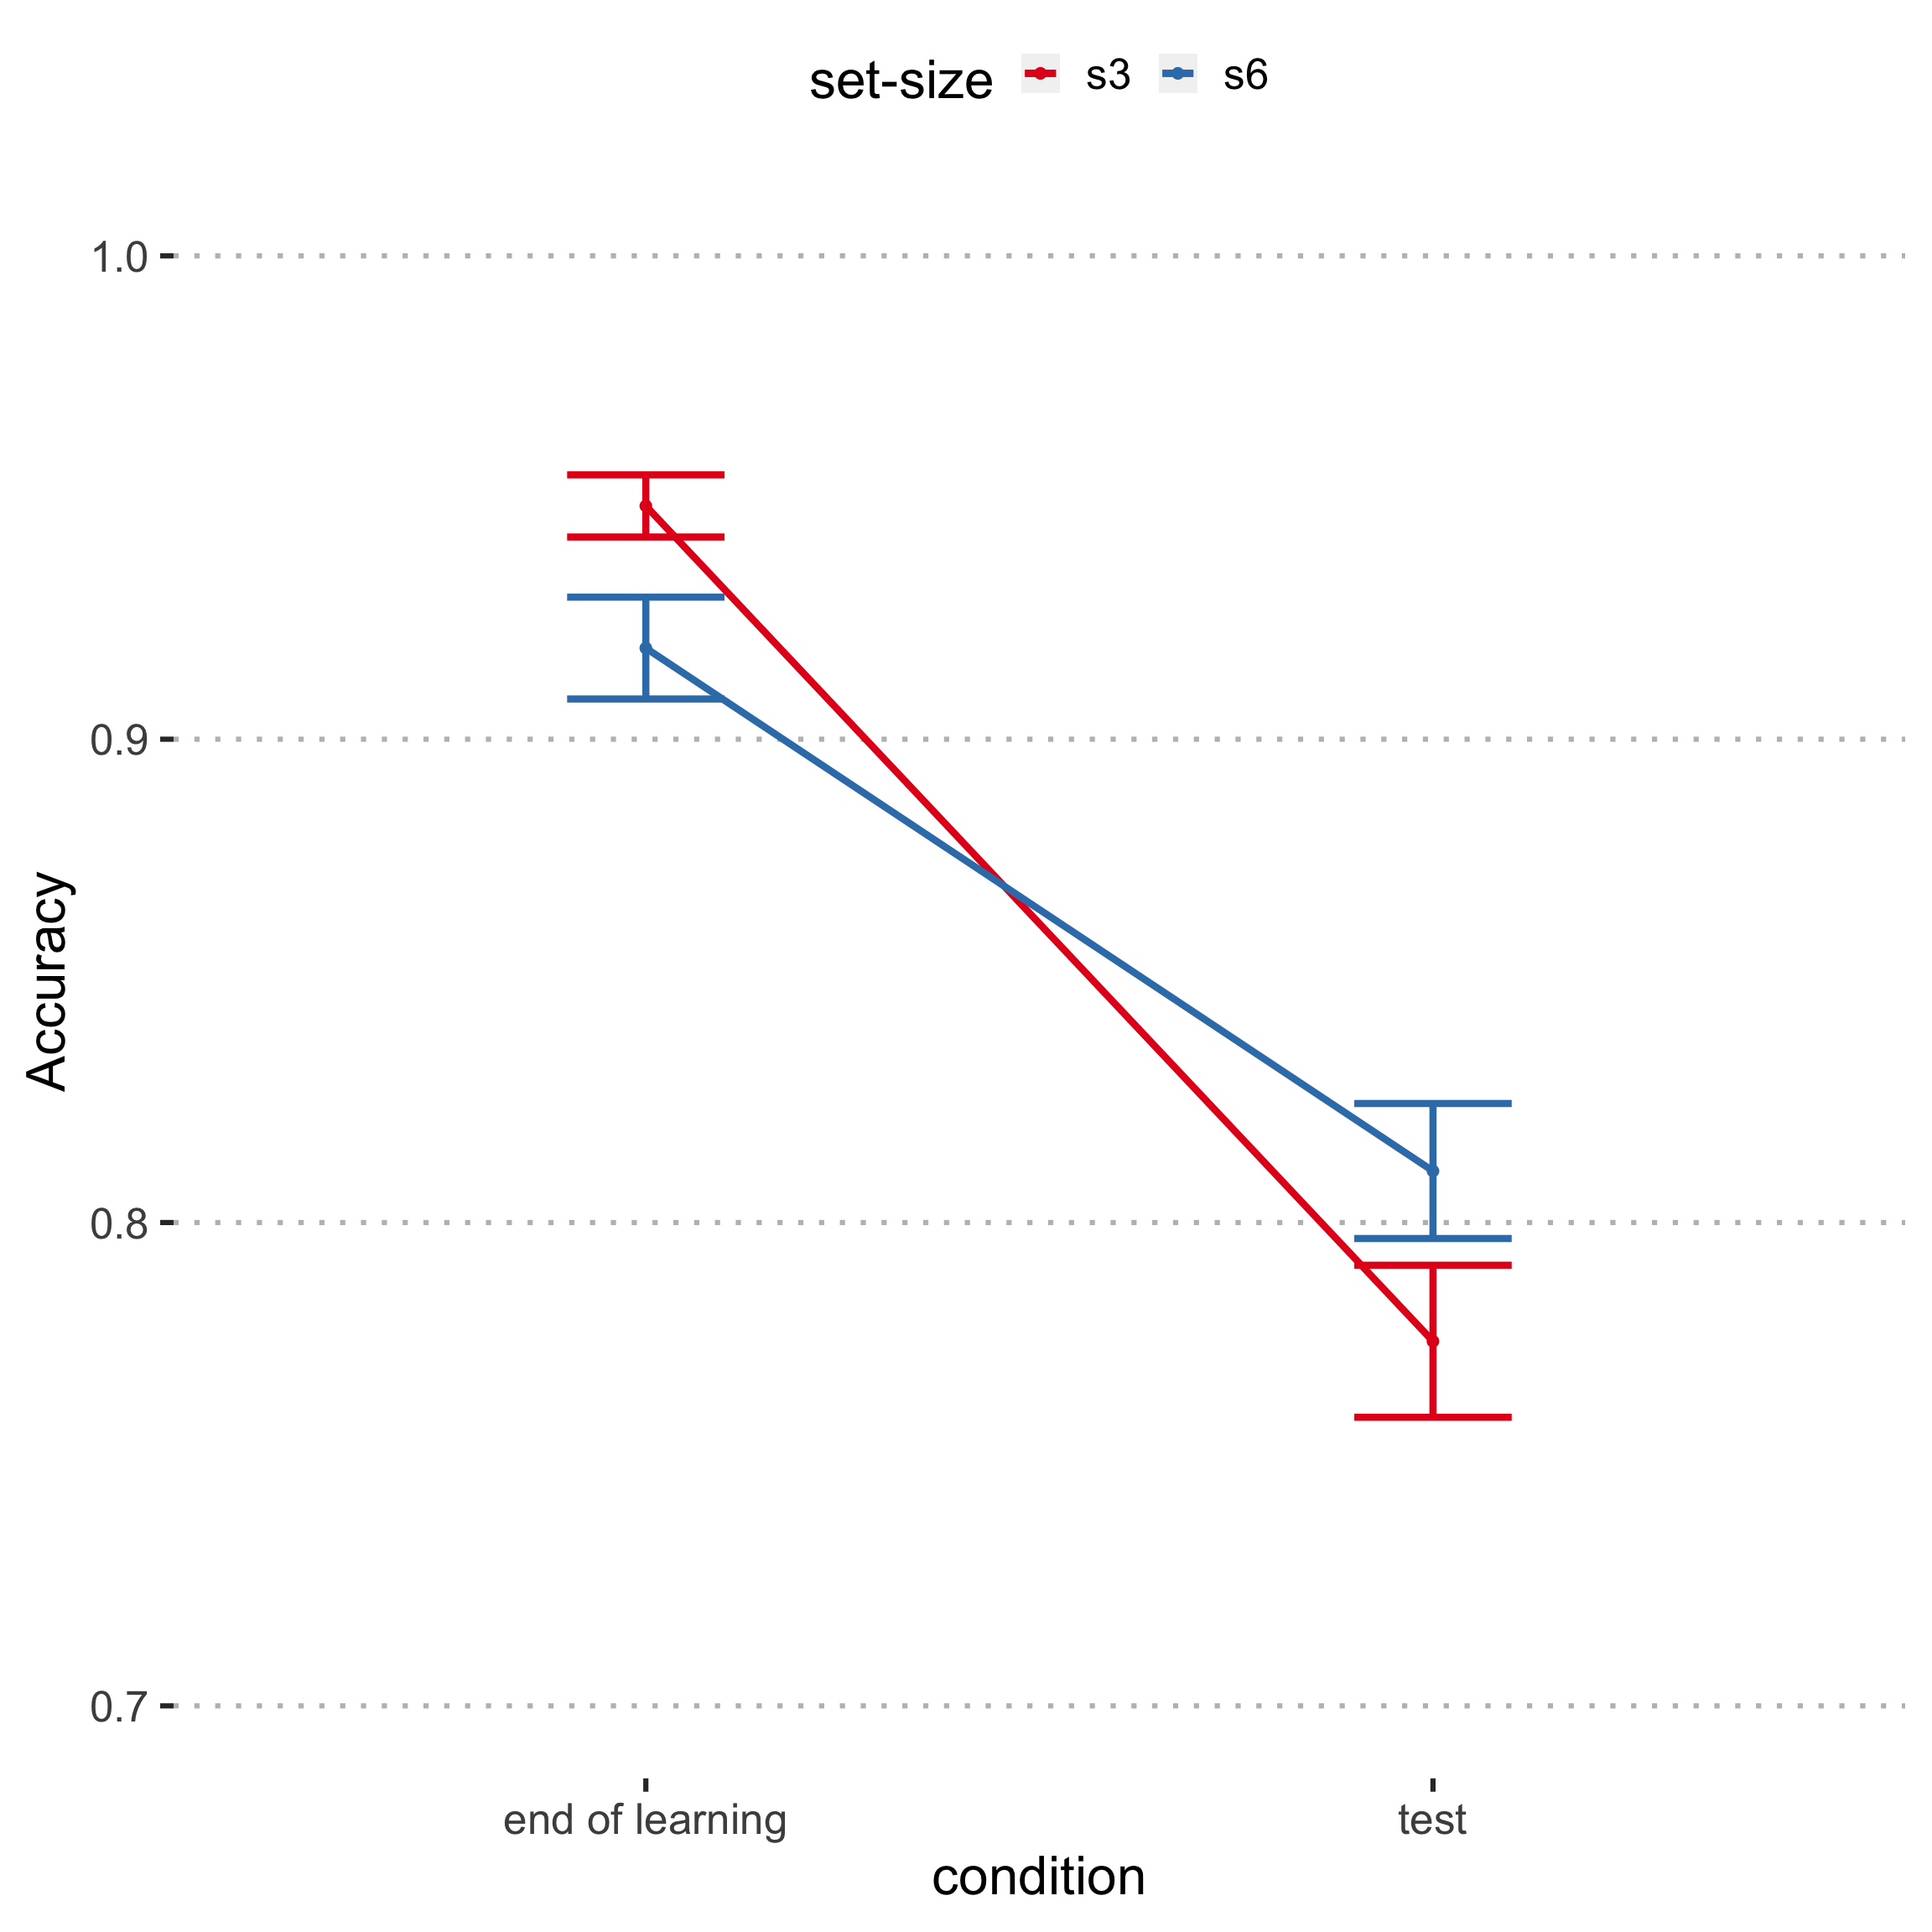 set-size s3 s6
1.0
0.9
0.8
0.7
Accuracy
end of learning test
condition